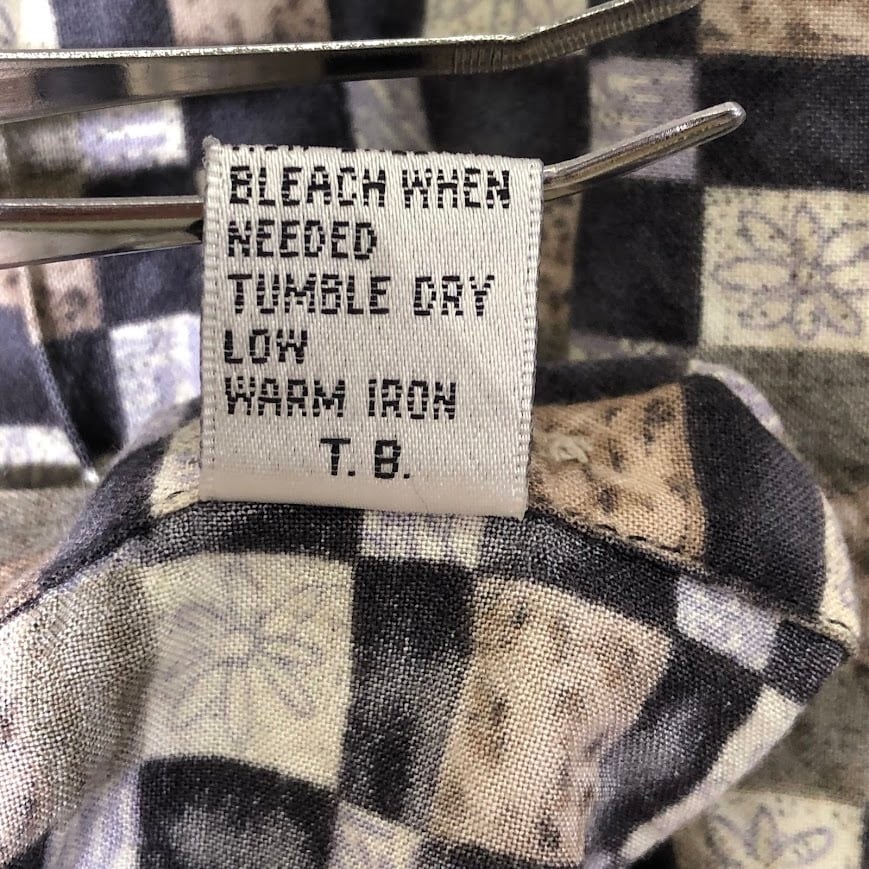 BLEACH WHEN
NEEDED
TUMBLE DRY
LOW
WARM IRON
T. B.